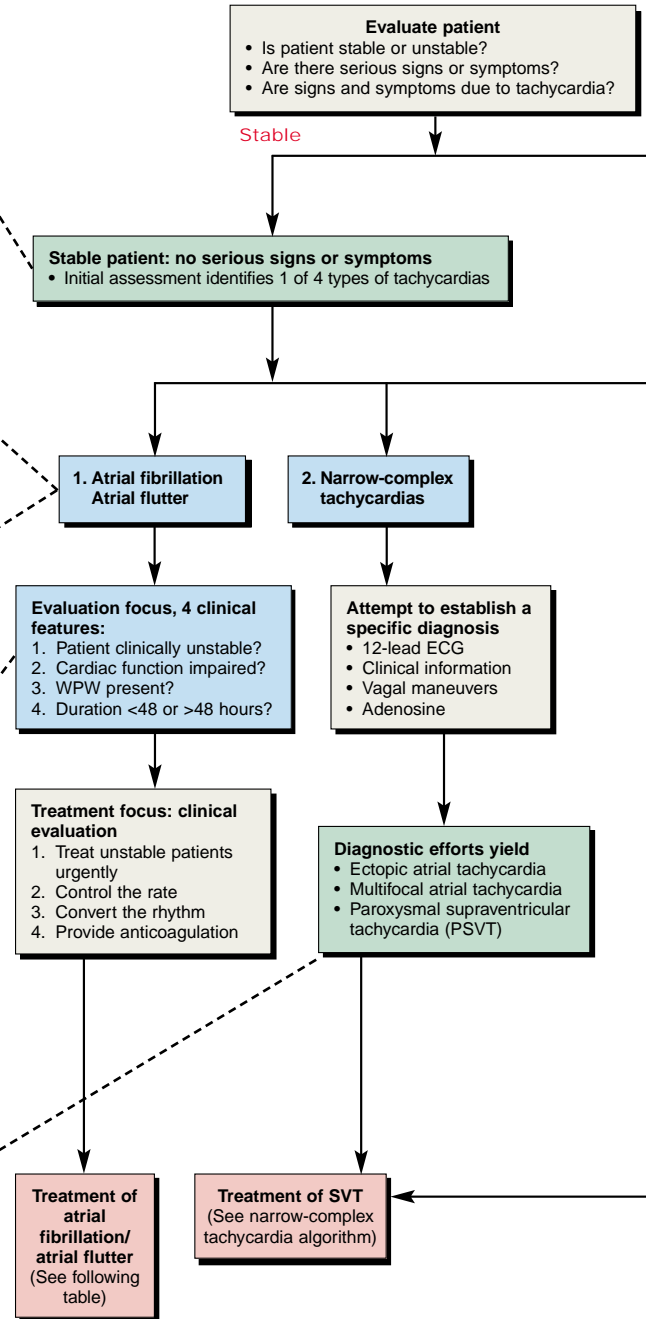 Evaluate patient
• Is patient stable or unstable?
• Are there serious signs or symptoms?
• Are signs and symptoms due to tachycardia?
Stable
Stable patient: no serious signs or symptoms
• Initial assessment identifies 1 of 4 types of tachycardias
1. Atrial fibrillation
Atrial flutter
2. Narrow-complex
tachycardias
Evaluation focus, 4 clinical
features:
1. Patient clinically unstable?
2. Cardiac function impaired?
3. WPW present?
4. Duration <48 or >48 hours?
Attempt to establish a
specific diagnosis
• 12-lead ECG
• Clinical information
• Vagal maneuvers
• Adenosine
Treatment focus: clinical
evaluation
1. Treat unstable patients
urgently
2. Control the rate
3. Convert the rhythm
4. Provide anticoagulation
Diagnostic efforts yield
• Ectopic atrial tachycardia
• Multifocal atrial tachycardia
• Paroxysmal supraventricular
tachycardia (PSVT)
Treatment of
atrial
fibrillation/
atrial flutter
(See following
table)
Treatment of SVT
(See narrow-complex
tachycardia algorithm)